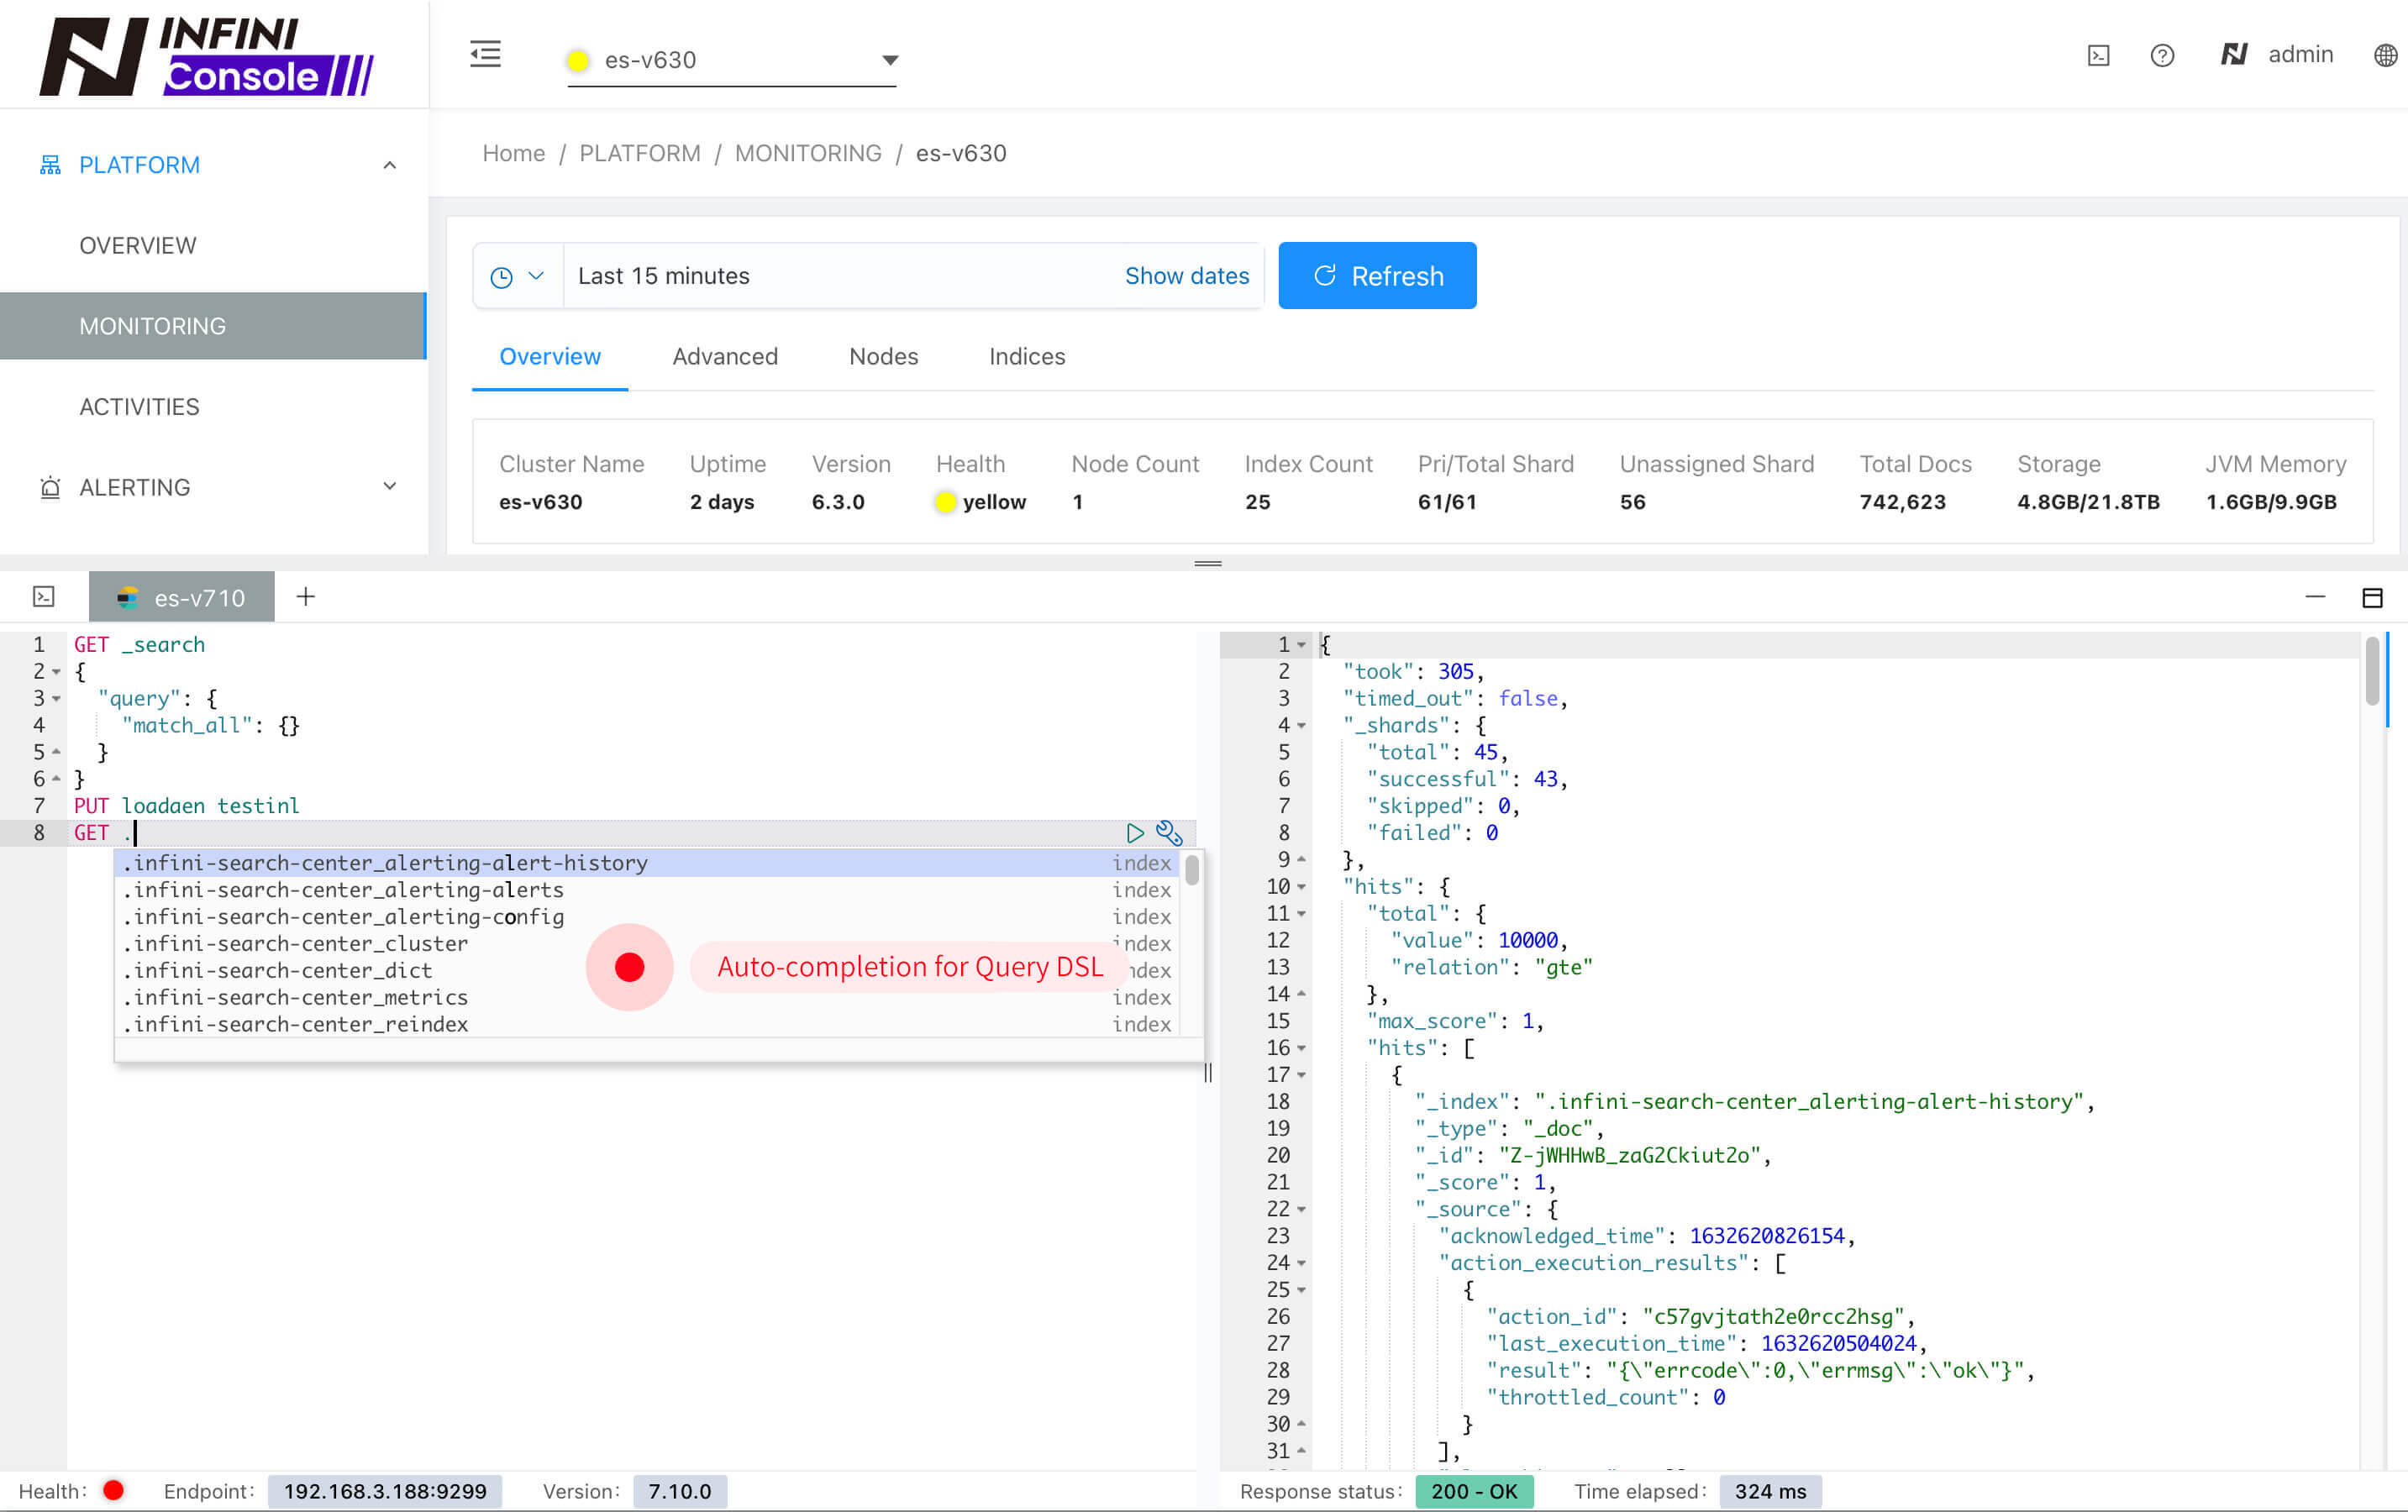 INFINI
Console
es-v630
admin
PLATFORM
OVERVIEW
MONITORING
ACTIVITIES
ALERTING
Home / PLATFORM / MONITORING / es-v630
Last 15 minutes Show dates Refresh
Overview Advanced Nodes Indices
Cluster Name Uptime Version Health Node Count Index Count Pri/Total Shard Unassigned Shard Total Docs Storage JVM Memory
es-v630 2 days 6.3.0 yellow 1 25 61/61 56 742,623 4.8GB/21.8TB 1.6GB/9.9GB
es-v710 +
1 GET _search
2 {
3 "query": {
4 "match_all": {}
5 }
6 }
7 PUT loadaen testinl
8 GET .
.infini-search-center_alerting-alert-history index
.infini-search-center_alerting-alerts index
.infini-search-center_alerting-config index
.infini-search-center_cluster index
.infini-search-center_dict index
.infini-search-center_metrics index
.infini-search-center_reindex index
Auto-completion for Query DSL
1 {
2 "took": 305,
3 "timed_out": false,
4 "_shards": {
5 "total": 45,
6 "successful": 43,
7 "skipped": 0,
8 "failed": 0
9 },
10 "hits": {
11 "total": {
12 "value": 10000,
13 "relation": "gte"
14 },
15 "max_score": 1,
16 "hits": [
17 {
18 "_index": ".infini-search-center_alerting-alert-history",
19 "_type": "_doc",
20 "_id": "Z-jWHHwB_zaG2Ckiut2o",
21 "_score": 1,
22 "_source": {
23 "acknowledged_time": 1632620826154,
24 "action_execution_results": [
25 {
26 "action_id": "c57gvjtath2e0rcc2hsg",
27 "last_execution_time": 1632620504024,
28 "result": "{\"errcode\":0,\"errmsg\":\"ok\"}",
29 "throttled_count": 0
30 }
31 ],
Health: Endpoint: 192.168.3.188:9299 Version: 7.10.0
Response status: 200 - OK Time elapsed: 324 ms